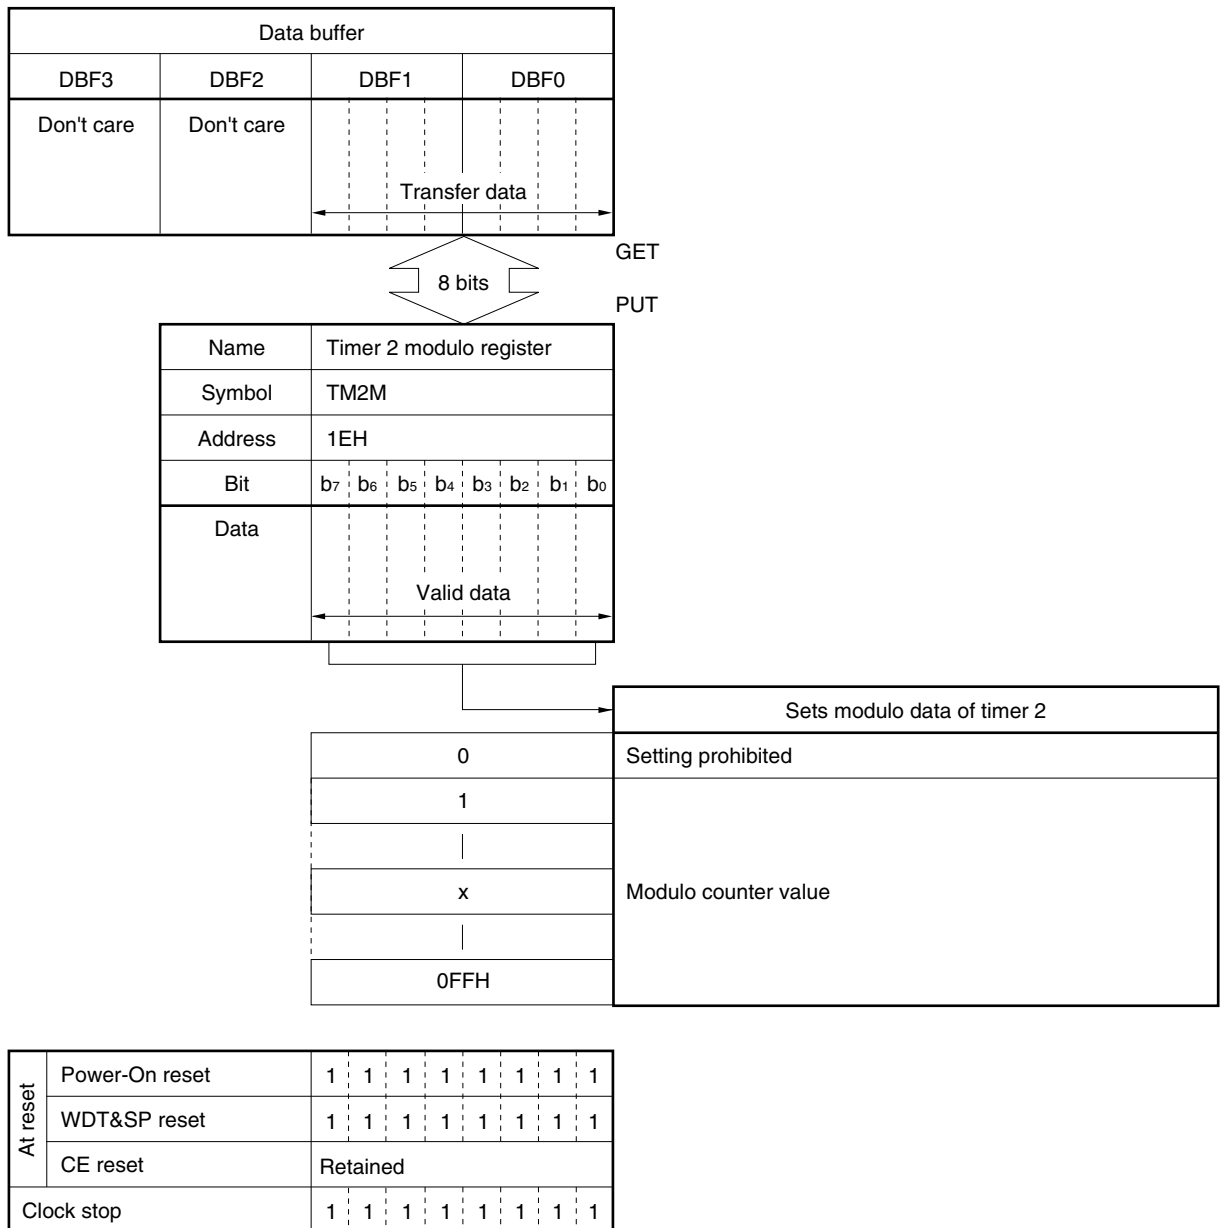 Data buffer
DBF3 DBF2 DBF1 DBF0
Don't care Don't care
Transfer data
GET
8 bits
PUT
Name Timer 2 modulo register
Symbol TM2M
Address 1EH
Bit b7 b6 b5 b4 b3 b2 b1 b0
Data
Valid data
Sets modulo data of timer 2
0 Setting prohibited
1
x Modulo counter value
0FFH
At reset
Power-On reset 1 1 1 1 1 1 1 1
WDT&SP reset 1 1 1 1 1 1 1 1
CE reset Retained
Clock stop 1 1 1 1 1 1 1 1